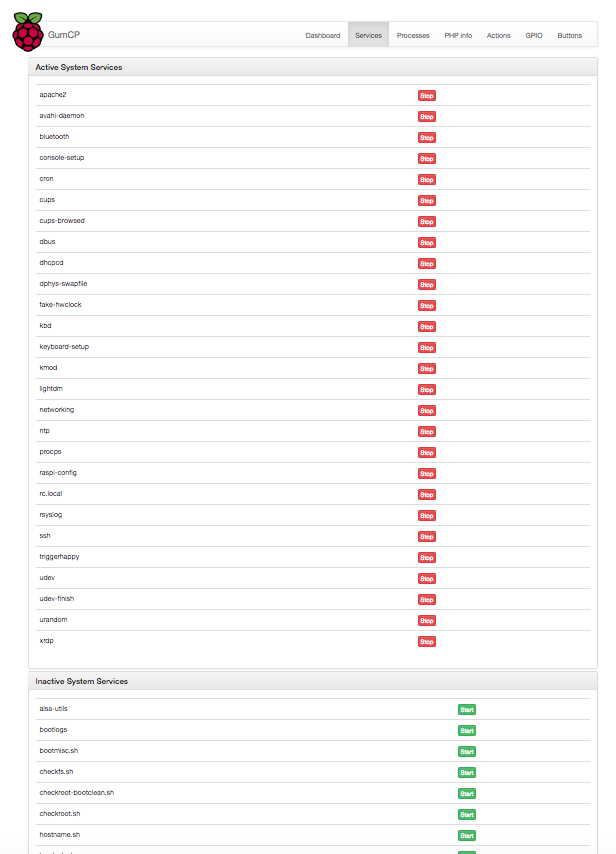 GumCP Dashboard Services Processes PHP info Actions GPIO Buttons
Active System Services
apache2 Stop
avahi-daemon Stop
bluetooth Stop
console-setup Stop
cron Stop
cups Stop
cups-browsed Stop
dbus Stop
dhcpcd Stop
dphys-swapfile Stop
fake-hwclock Stop
kbd Stop
keyboard-setup Stop
kmod Stop
lightdm Stop
networking Stop
ntp Stop
procps Stop
raspi-config Stop
rc.local Stop
rsyslog Stop
ssh Stop
triggerhappy Stop
udev Stop
udev-finish Stop
urandom Stop
xrdp Stop
Inactive System Services
alsa-utils Start
bootlogs Start
bootmisc.sh Start
checkfs.sh Start
checkroot-bootclean.sh Start
checkroot.sh Start
hostname.sh Start